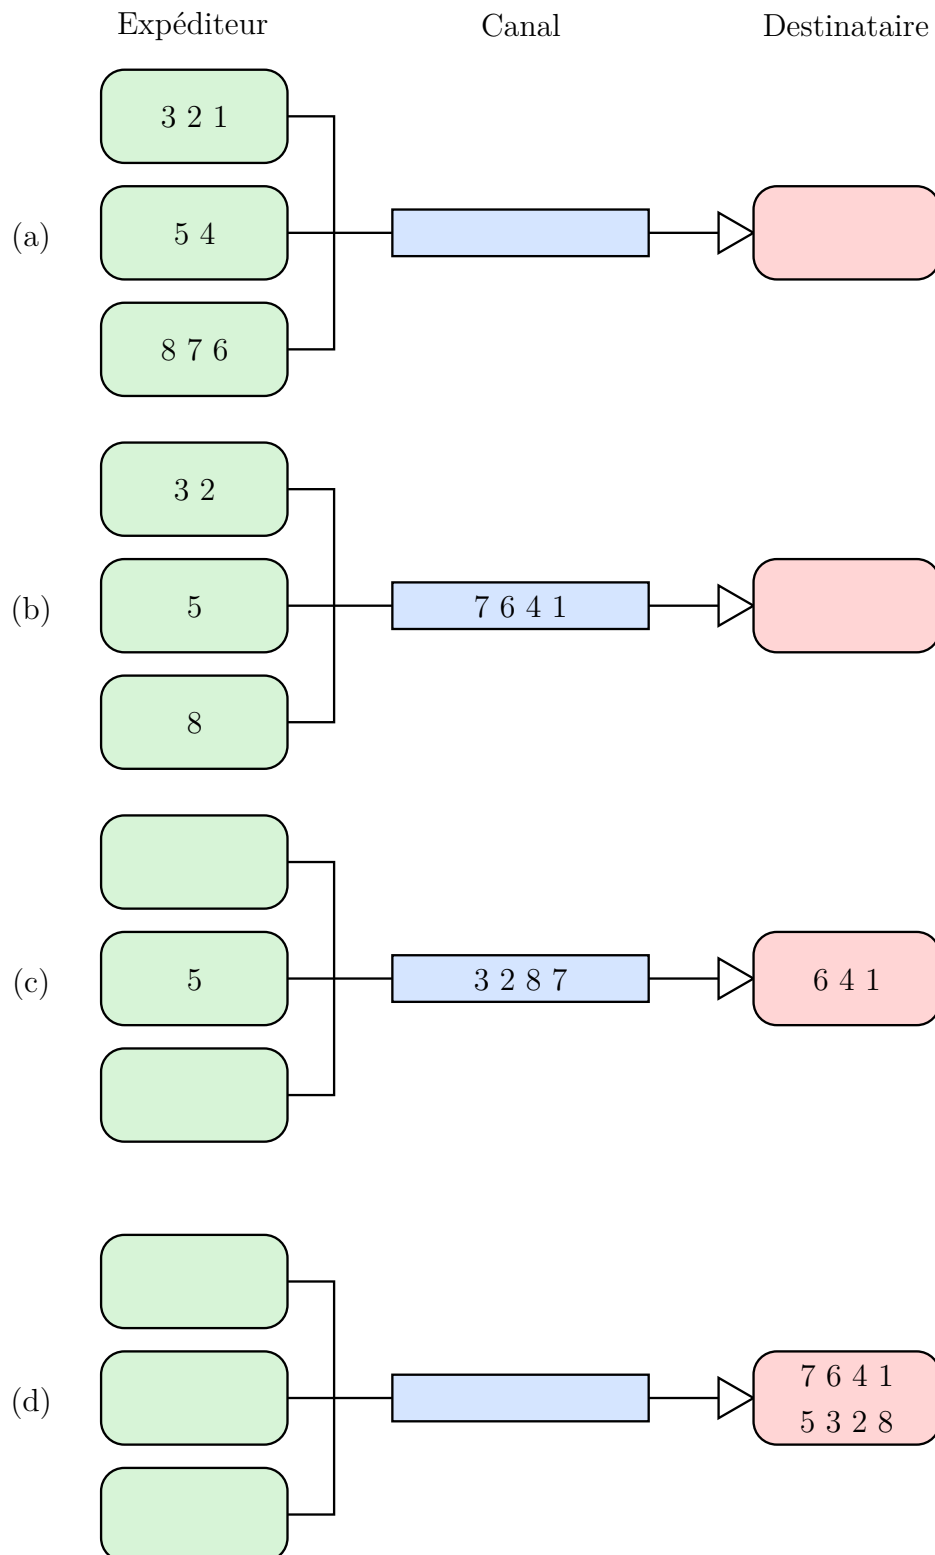 Expéditeur Canal Destinataire
3 2 1
(a) 5 4
8 7 6
3 2
(b) 5 7 6 4 1
8
(c) 5 3 2 8 7 6 4 1
7 6 4 1
(d)
5 3 2 8